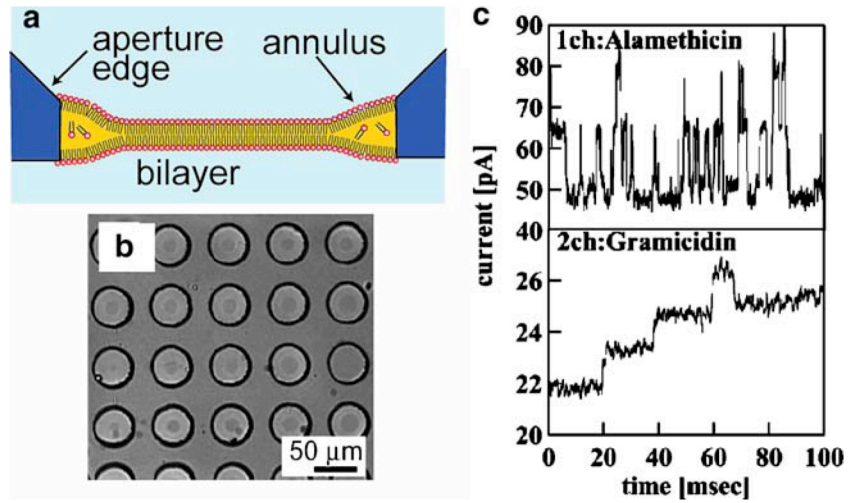 a
aperture
edge
annulus
bilayer
b
50 μm
c
1ch:Alamethicin
90
80
70
60
50
40
current [pA]
2ch:Gramicidin
26
24
22
20
0 20 40 60 80 100
time [msec]